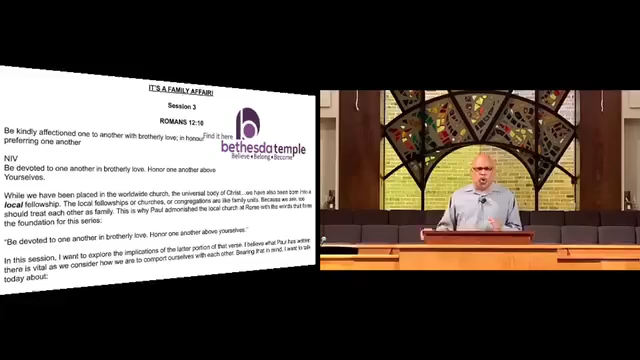 IT'S A FAMILY AFFAIR!
Session 3
ROMANS 12:10
Be kindly affectioned one to another with brotherly love; in honour
preferring one another
Find it here
b
bethesdatemple
Believe • Belong • Become
NIV
Be devoted to one another in brotherly love. Honor one another above
Yourselves.
While we have been placed in the worldwide church, the universal body of Christ...we have also been born into a
local fellowship. The local fellowships or churches, or congregations are like family units. Because we are, we
should treat each other as family. This is why Paul admonished the local church at Rome with the words that form
the foundation for this series:
"Be devoted to one another in brotherly love. Honor one another above yourselves."
In this session, I want to explore the implications of the latter portion of that verse. I believe what Paul has written
there is vital as we consider how we are to comport ourselves with each other. Bearing that in mind, I want to talk
today about: